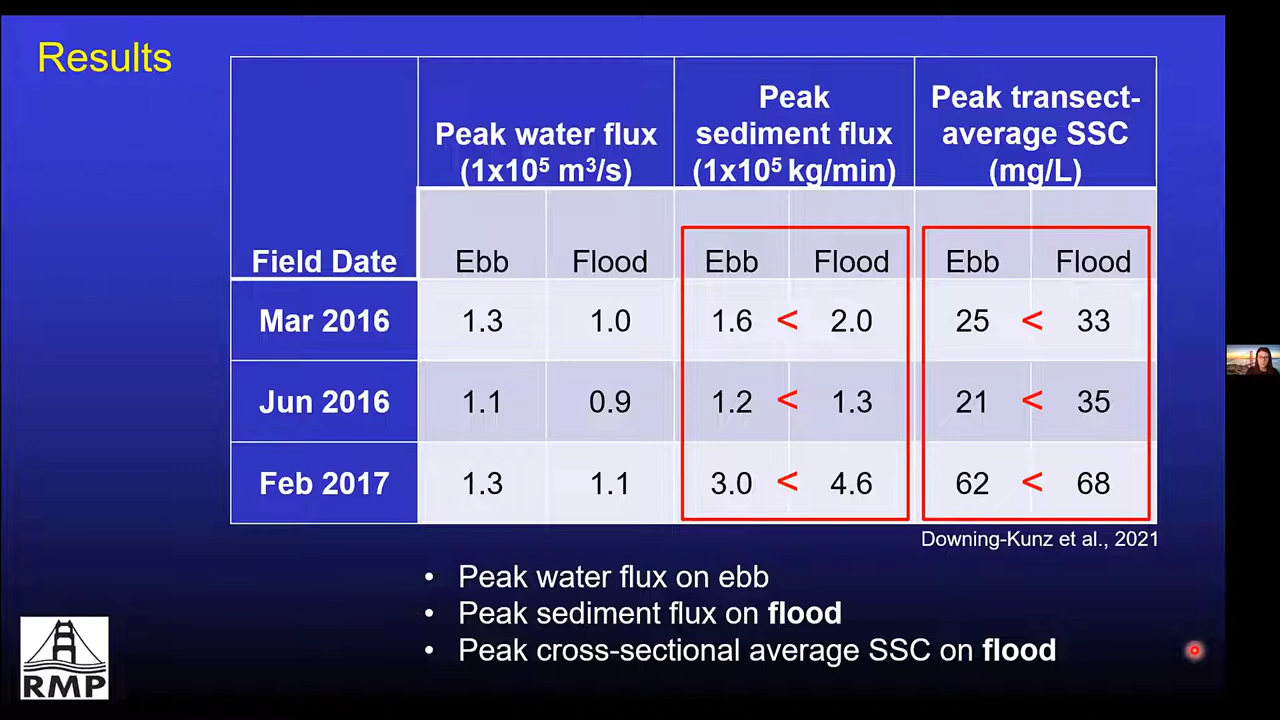 Results
Peak water flux
(1x10⁵ m³/s)
Peak
sediment flux
(1x10⁵ kg/min)
Peak transect-
average SSC
(mg/L)
Field Date
Ebb Flood Ebb Flood Ebb Flood
Mar 2016 1.3 1.0 1.6 < 2.0 25 < 33
Jun 2016 1.1 0.9 1.2 < 1.3 21 < 35
Feb 2017 1.3 1.1 3.0 < 4.6 62 < 68
Downing-Kunz et al., 2021
• Peak water flux on ebb
• Peak sediment flux on flood
• Peak cross-sectional average SSC on flood
RMP